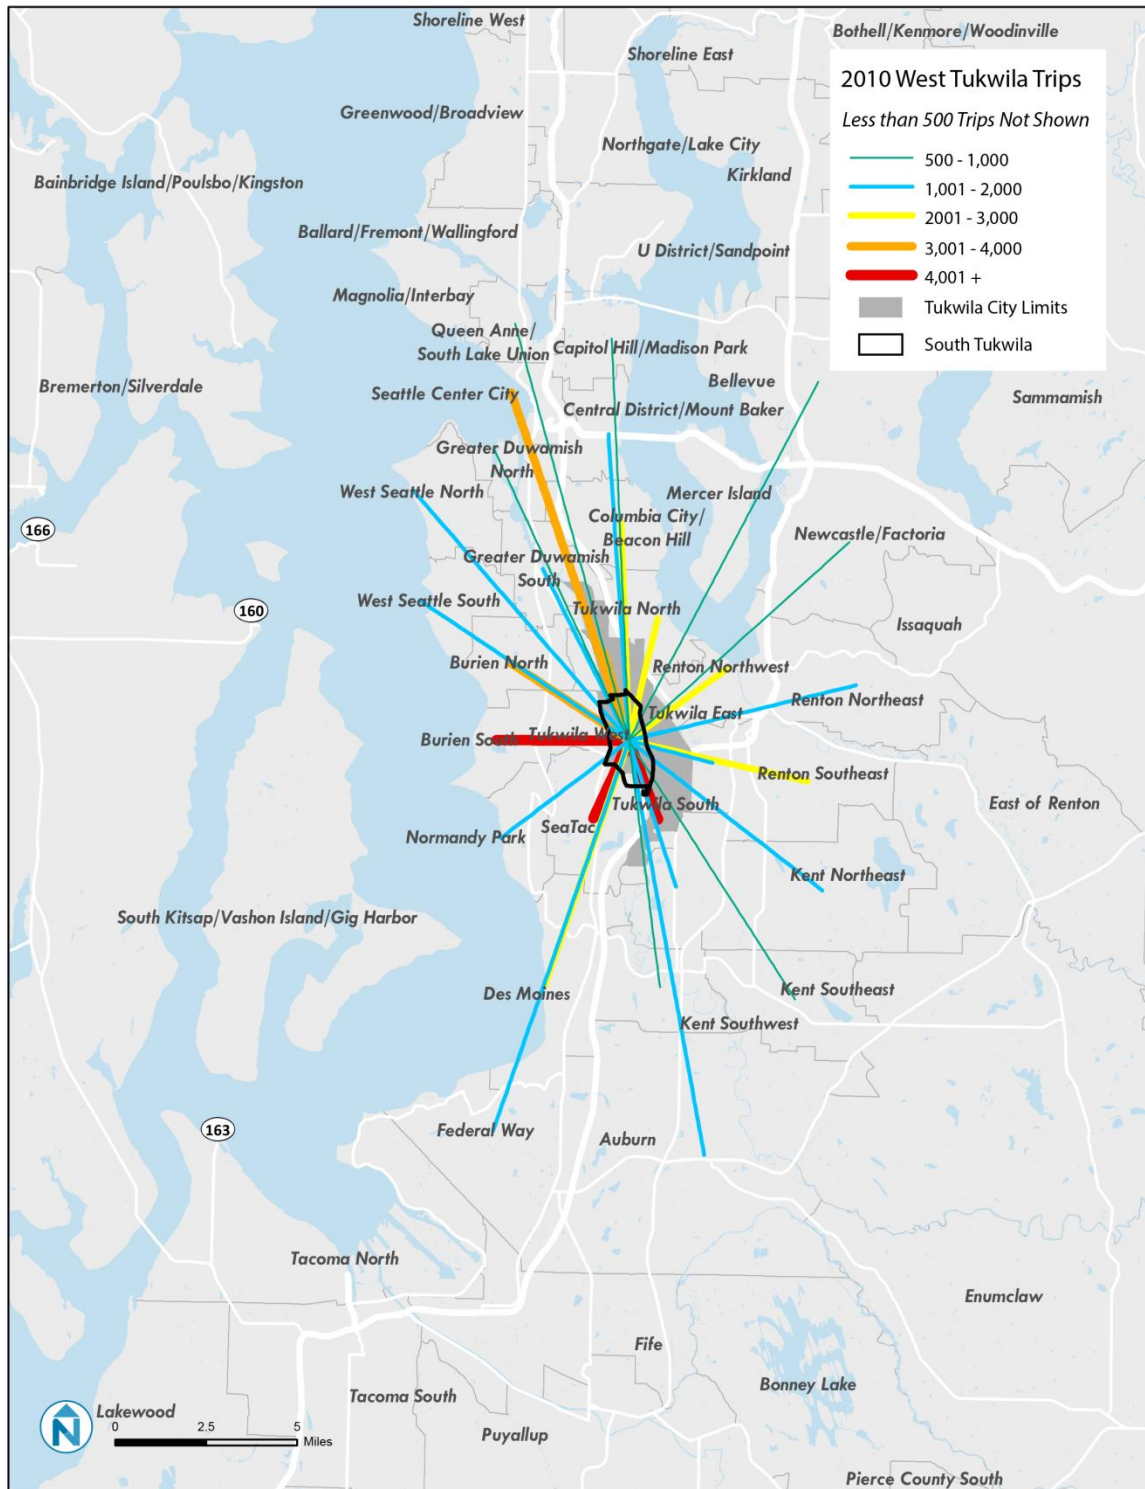 Shoreline West
Bothell/Kenmore/Woodinville
Shoreline East
2010 West Tukwila Trips
Less than 500 Trips Not Shown
500 - 1,000
1,001 - 2,000
2001 - 3,000
3,001 - 4,000
4,001 +
Tukwila City Limits
South Tukwila
Greenwood/Broadview
Northgate/Lake City
Kirkland
Bainbridge Island/Poulsbo/Kingston
Ballard/Fremont/Wallingford
U District/Sandpoint
Magnolia/Interbay
Queen Anne/
South Lake Union
Capitol Hill/Madison Park
Bellevue
Bremerton/Silverdale
Seattle Center City
Sammamish
Central District/Mount Baker
Greater Duwamish
North
West Seattle North
Mercer Island
Columbia City/
Beacon Hill
166
Newcastle/Factoria
Greater Duwamish
South
West Seattle South
160
Tukwila North
Issaquah
Burien North
Renton Northwest
Renton Northeast
Tukwila East
Burien South
Tukwila West
Renton Southeast
Tukwila South
East of Renton
Normandy Park
SeaTac
Kent Northeast
South Kitsap/Vashon Island/Gig Harbor
Des Moines
Kent Southeast
Kent Southwest
163
Federal Way
Auburn
Tacoma North
Enumclaw
Fife
Bonney Lake
Tacoma South
N
Lakewood
0
2.5
5
Miles
Puyallup
Pierce County South